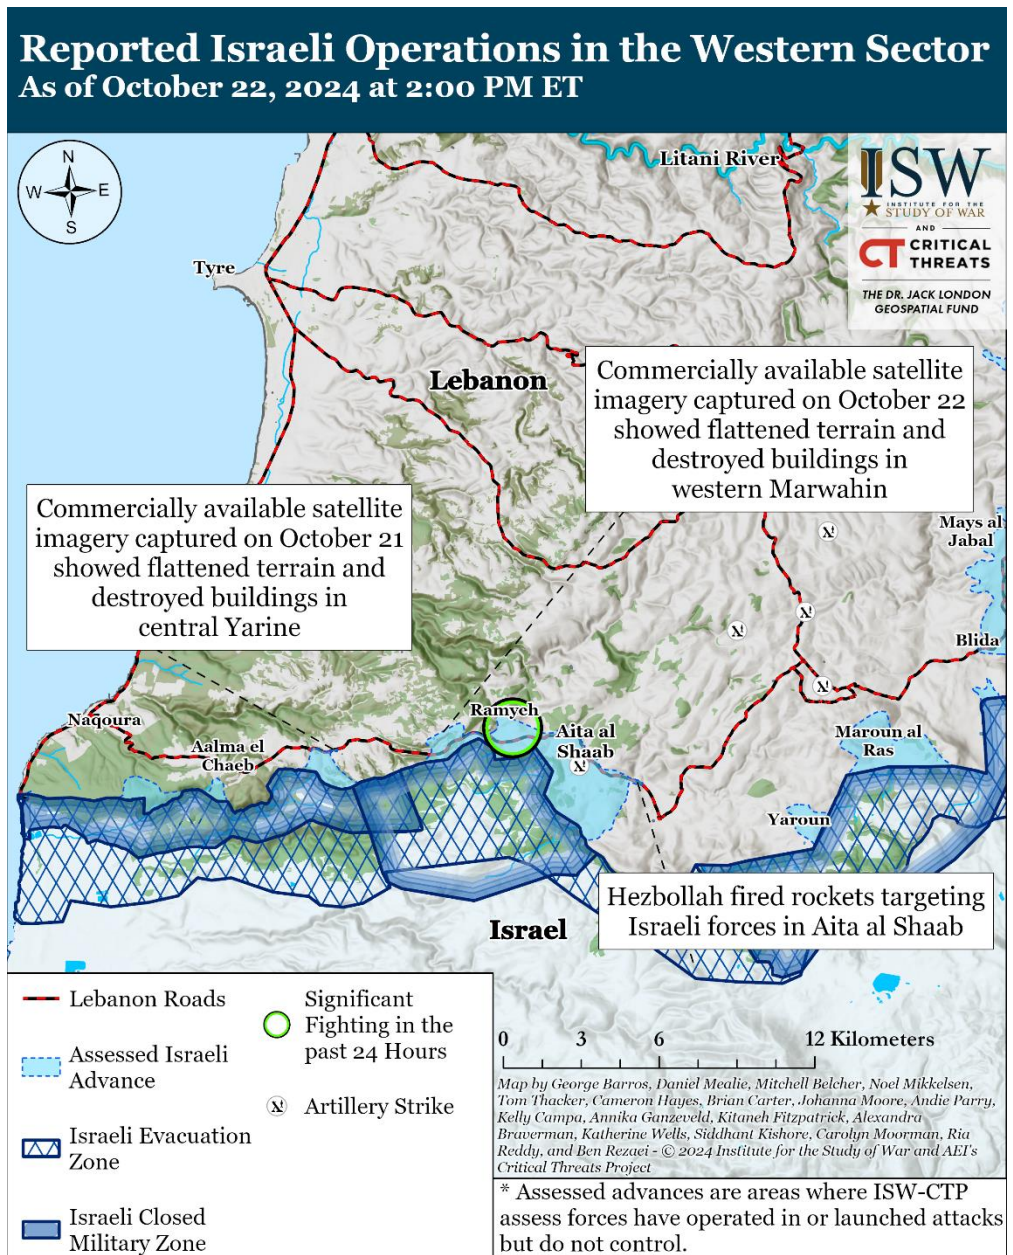 Reported Israeli Operations in the Western Sector
As of October 22, 2024 at 2:00 PM ET
N
W
E
S
Litani River
ISW
INSTITUTE FOR THE
STUDY OF WAR
AND
CT CRITICAL
THREATS
THE DR. JACK LONDON
GEOSPATIAL FUND
Tyre
Lebanon
Commercially available satellite
imagery captured on October 22
showed flattened terrain and
destroyed buildings in
western Marwahin
Commercially available satellite
imagery captured on October 21
showed flattened terrain and
destroyed buildings in
central Yarine
Mays al
Jabal
Blida
Naqoura
Ramyeh
Aalma el
Chaeb
Aita al
Shaab
Maroun al
Ras
Yaroun
Hezbollah fired rockets targeting
Israeli forces in Aita al Shaab
Israel
Lebanon Roads
Assessed Israeli
Advance
Israeli Evacuation
Zone
Israeli Closed
Military Zone
Significant
Fighting in the
past 24 Hours
Artillery Strike
0 3 6 12 Kilometers
Map by George Barros, Daniel Mealie, Mitchell Belcher, Noel Mikkelsen,
Tom Thacker, Cameron Hayes, Brian Carter, Johanna Moore, Andie Parry,
Kelly Campa, Annika Ganzeveld, Kitaneh Fitzpatrick, Alexandra
Braverman, Katherine Wells, Siddhant Kishore, Carolyn Moorman, Ria
Reddy, and Ben Rezaei - © 2024 Institute for the Study of War and AEI's
Critical Threats Project
* Assessed advances are areas where ISW-CTP
assess forces have operated in or launched attacks
but do not control.